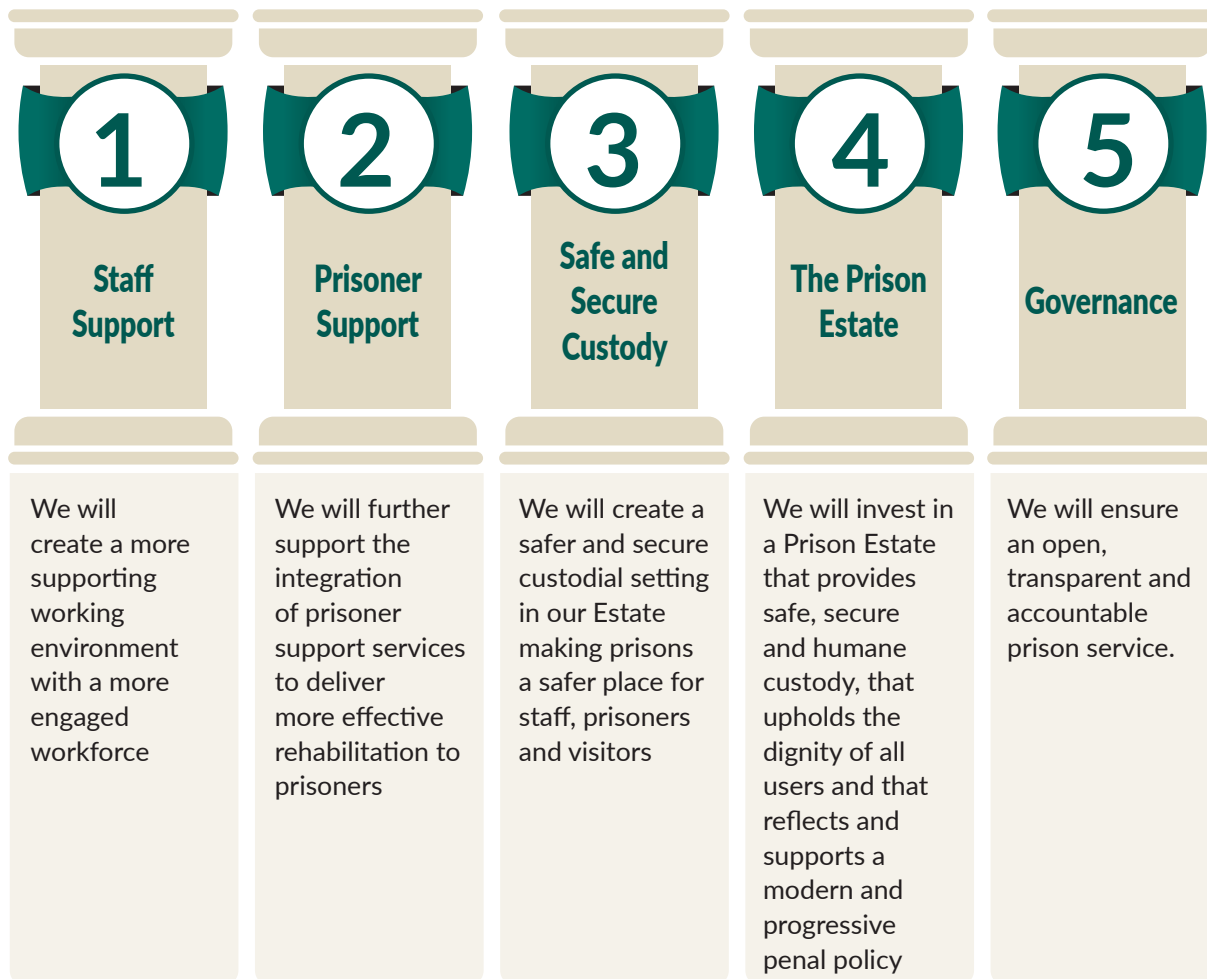 1
Staff
Support
We will
create a more
supporting
working
environment
with a more
engaged
workforce
2
Prisoner
Support
We will further
support the
integration
of prisoner
support services
to deliver
more effective
rehabilitation to
prisoners
3
Safe and
Secure
Custody
We will create a
safer and secure
custodial setting
in our Estate
making prisons
a safer place for
staff, prisoners
and visitors
4
The Prison
Estate
We will invest in
a Prison Estate
that provides
safe, secure
and humane
custody, that
upholds the
dignity of all
users and that
reflects and
supports a
modern and
progressive
penal policy
5
Governance
We will ensure
an open,
transparent and
accountable
prison service.